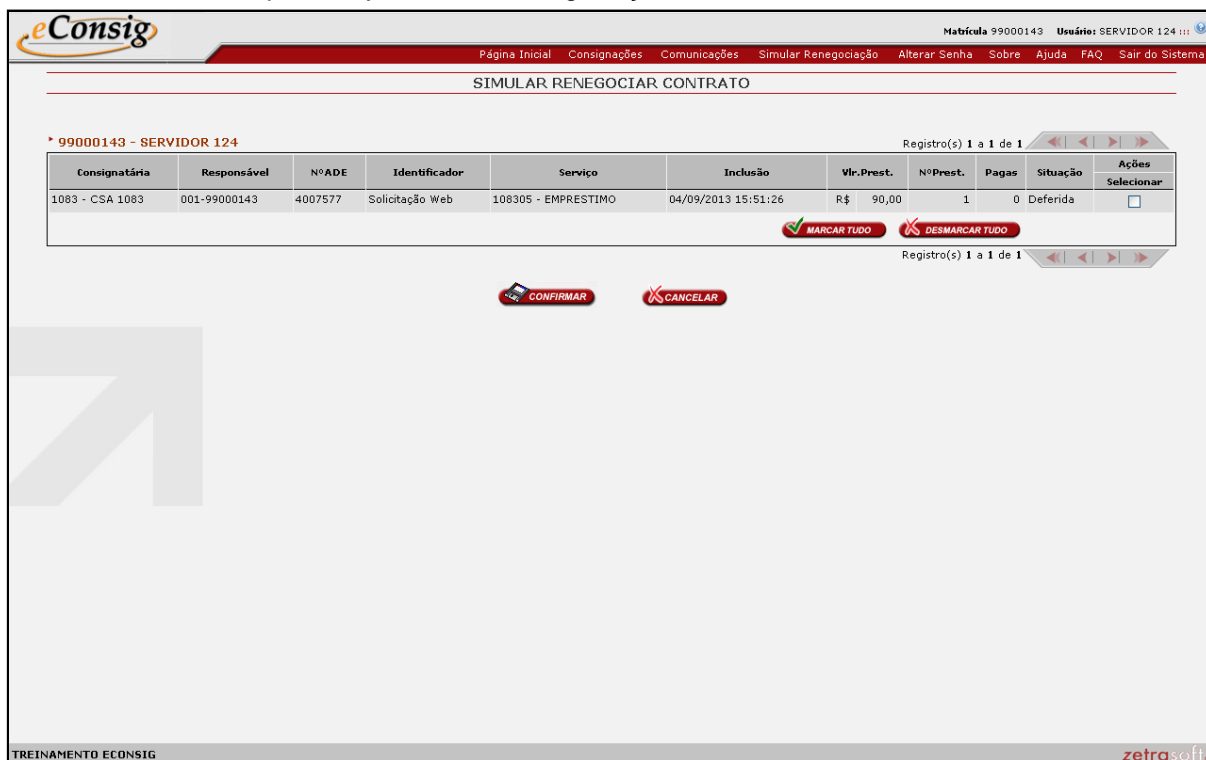 eConsig
Matrícula 99000143 Usuário: SERVIDOR 124 :::
Página Inicial Consignações Comunicações Simular Renegociação Alterar Senha Sobre Ajuda FAQ Sair do Sistema
SIMULAR RENEGOCIAR CONTRATO
99000143 - SERVIDOR 124
Registro(s) 1 a 1 de 1
Consignatária Responsável Nº ADE Identificador Serviço Inclusão Vlr.Prest. Nº Prest. Pagas Situação Ações
Selecionar
1083 - CSA 1083 001-99000143 4007577 Solicitação Web 108305 - EMPRESTIMO 04/09/2013 15:51:26 R$ 90,00 1 0 Deferida
MARCAR TUDO DESMARCAR TUDO
Registro(s) 1 a 1 de 1
CONFIRMAR CANCELAR
TREINAMENTO ECONSIG
zetrasoft